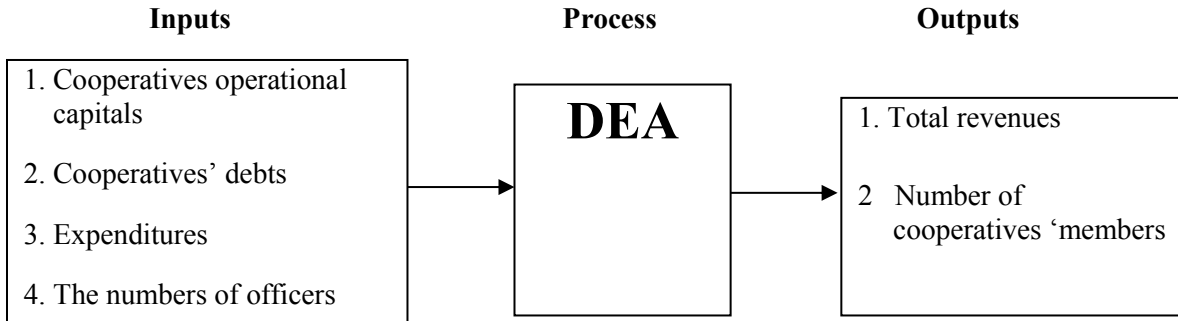 Inputs
Process
Outputs
1. Cooperatives operational
capitals
2. Cooperatives’ debts
3. Expenditures
4. The numbers of officers
DEA
1. Total revenues
2 Number of
cooperatives ‘members